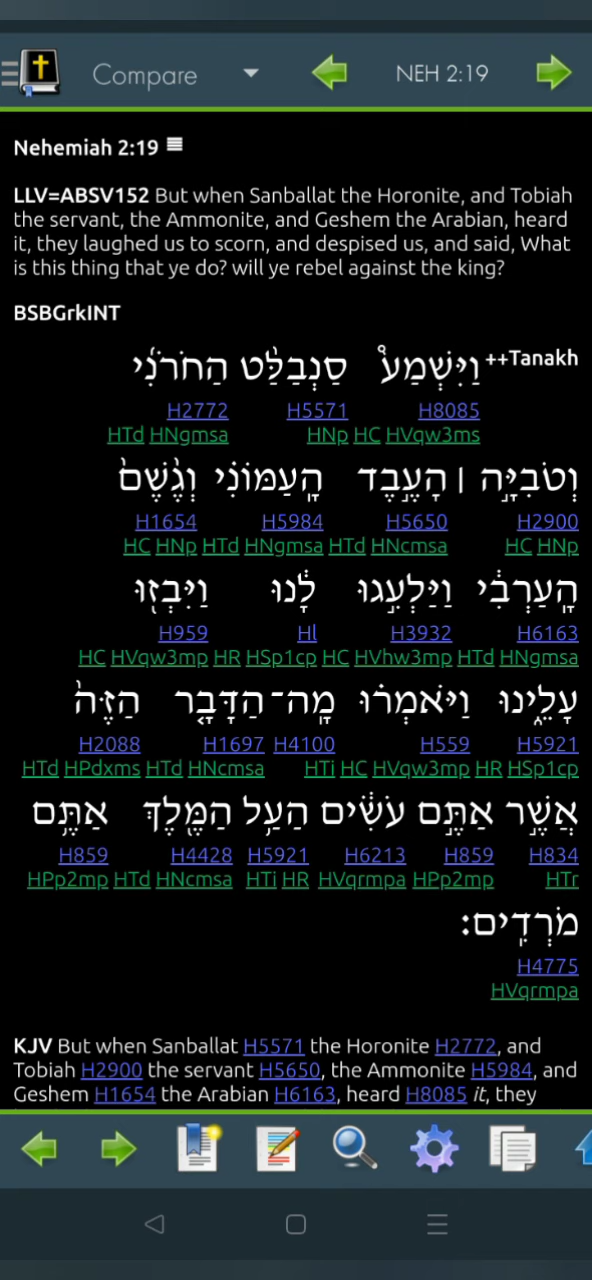 Compare
NEH 2:19
Nehemiah 2:19
LLV=ABSV152 But when Sanballat the Horonite, and Tobiah
the servant, the Ammonite, and Geshem the Arabian, heard
it, they laughed us to scorn, and despised us, and said, What
is this thing that ye do? will ye rebel against the king?
BSBGrkINT
++Tanakh וַיִּשְׁמַע֩ סַנְבַלַּ֨ט הַחֹרֹנִ֜י
H2772 H5571 H8085
HTd HNgmsa HNp HC HVqw3ms
וְטֹבִיָּ֣ה ׀ הָעֶ֣בֶד הָֽעַמּוֹנִ֗י וְגֶ֙שֶׁם֙
H1654 H5984 H5650 H2900
HC HNp HTd HNgmsa HTd HNcmsa HC HNp
הָֽעַרְבִ֔י וַיַּלְעִ֣גוּ לָ֔נוּ וַיִּבְז֖וּ
H959 Hl H3932 H6163
HC HVqw3mp HR HSp1cp HC HVhw3mp HTd HNgmsa
עָלֵ֑ינוּ וַיֹּאמְר֗וּ מָֽה־ הַדָּבָ֤ר הַזֶּה֙
H2088 H1697 H4100 H559 H5921
HTd HPdxms HTd HNcmsa HTi HC HVqw3mp HR HSp1cp
אֲשֶׁ֣ר אַתֶּ֣ם עֹשִׂ֔ים הַעַ֥ל הַמֶּ֖לֶךְ אַתֶּ֥ם
H859 H4428 H5921 H6213 H859 H834
HPp2mp HTd HNcmsa HTi HR HVqrmpa HPp2mp HTr
מֹרְדִֽים׃
H4775
HVqrmpa
KJV But when Sanballat H5571 the Horonite H2772, and
Tobiah H2900 the servant H5650, the Ammonite H5984, and
Geshem H1654 the Arabian H6163, heard H8085 it, they